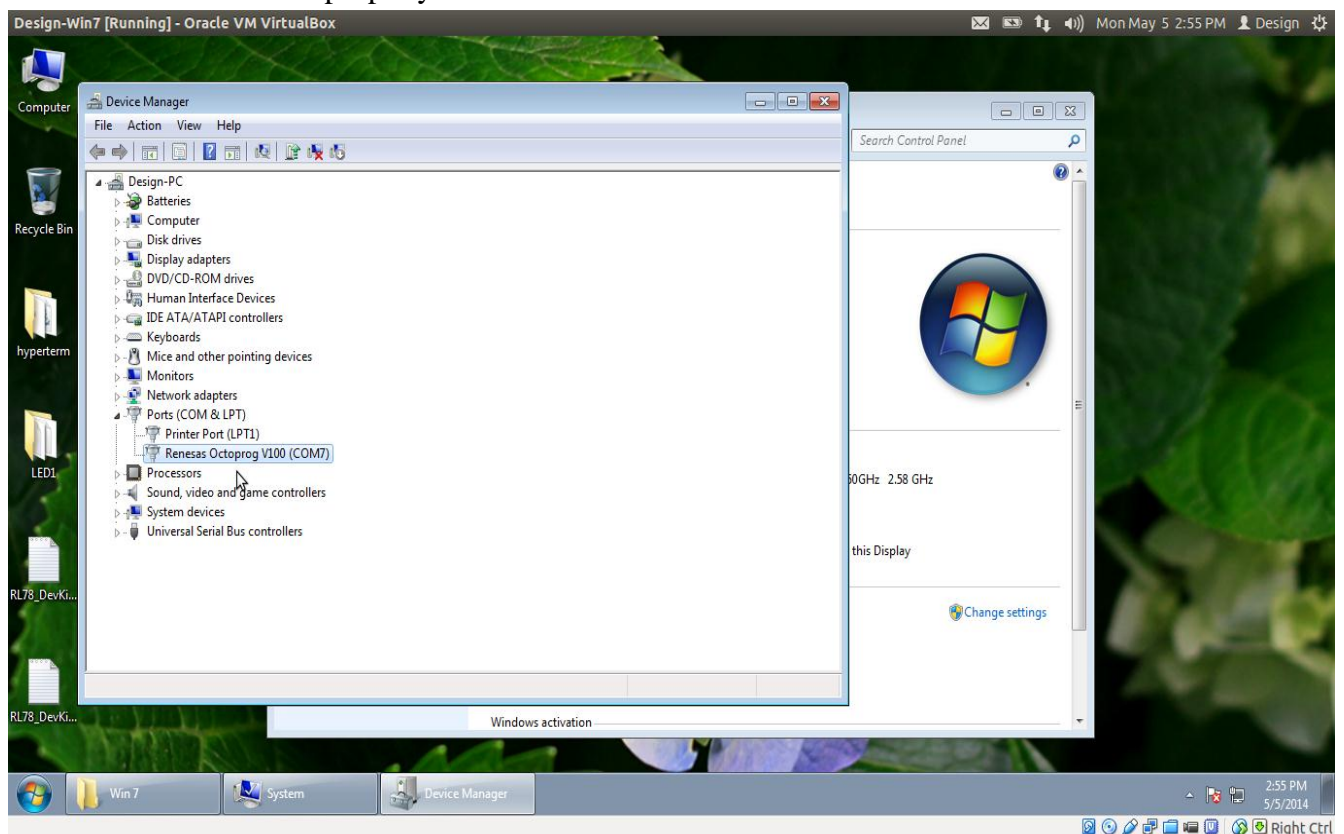 Design-Win7 [Running] - Oracle VM VirtualBox
Mon May 5 2:55 PM Design
Computer
Recycle Bin
hyperterm
LED1
RL78_DevKi...
RL78_DevKi...
Device Manager
File Action View Help
Design-PC
Batteries
Computer
Disk drives
Display adapters
DVD/CD-ROM drives
Human Interface Devices
IDE ATA/ATAPI controllers
Keyboards
Mice and other pointing devices
Monitors
Network adapters
Ports (COM & LPT)
Printer Port (LPT1)
Renesas Octoprog V100 (COM7)
Processors
Sound, video and game controllers
System devices
Universal Serial Bus controllers
Search Control Panel
0GHz 2.58 GHz
this Display
Change settings
Windows activation
Win 7
System
Device Manager
2:55 PM
5/5/2014
Right Ctrl